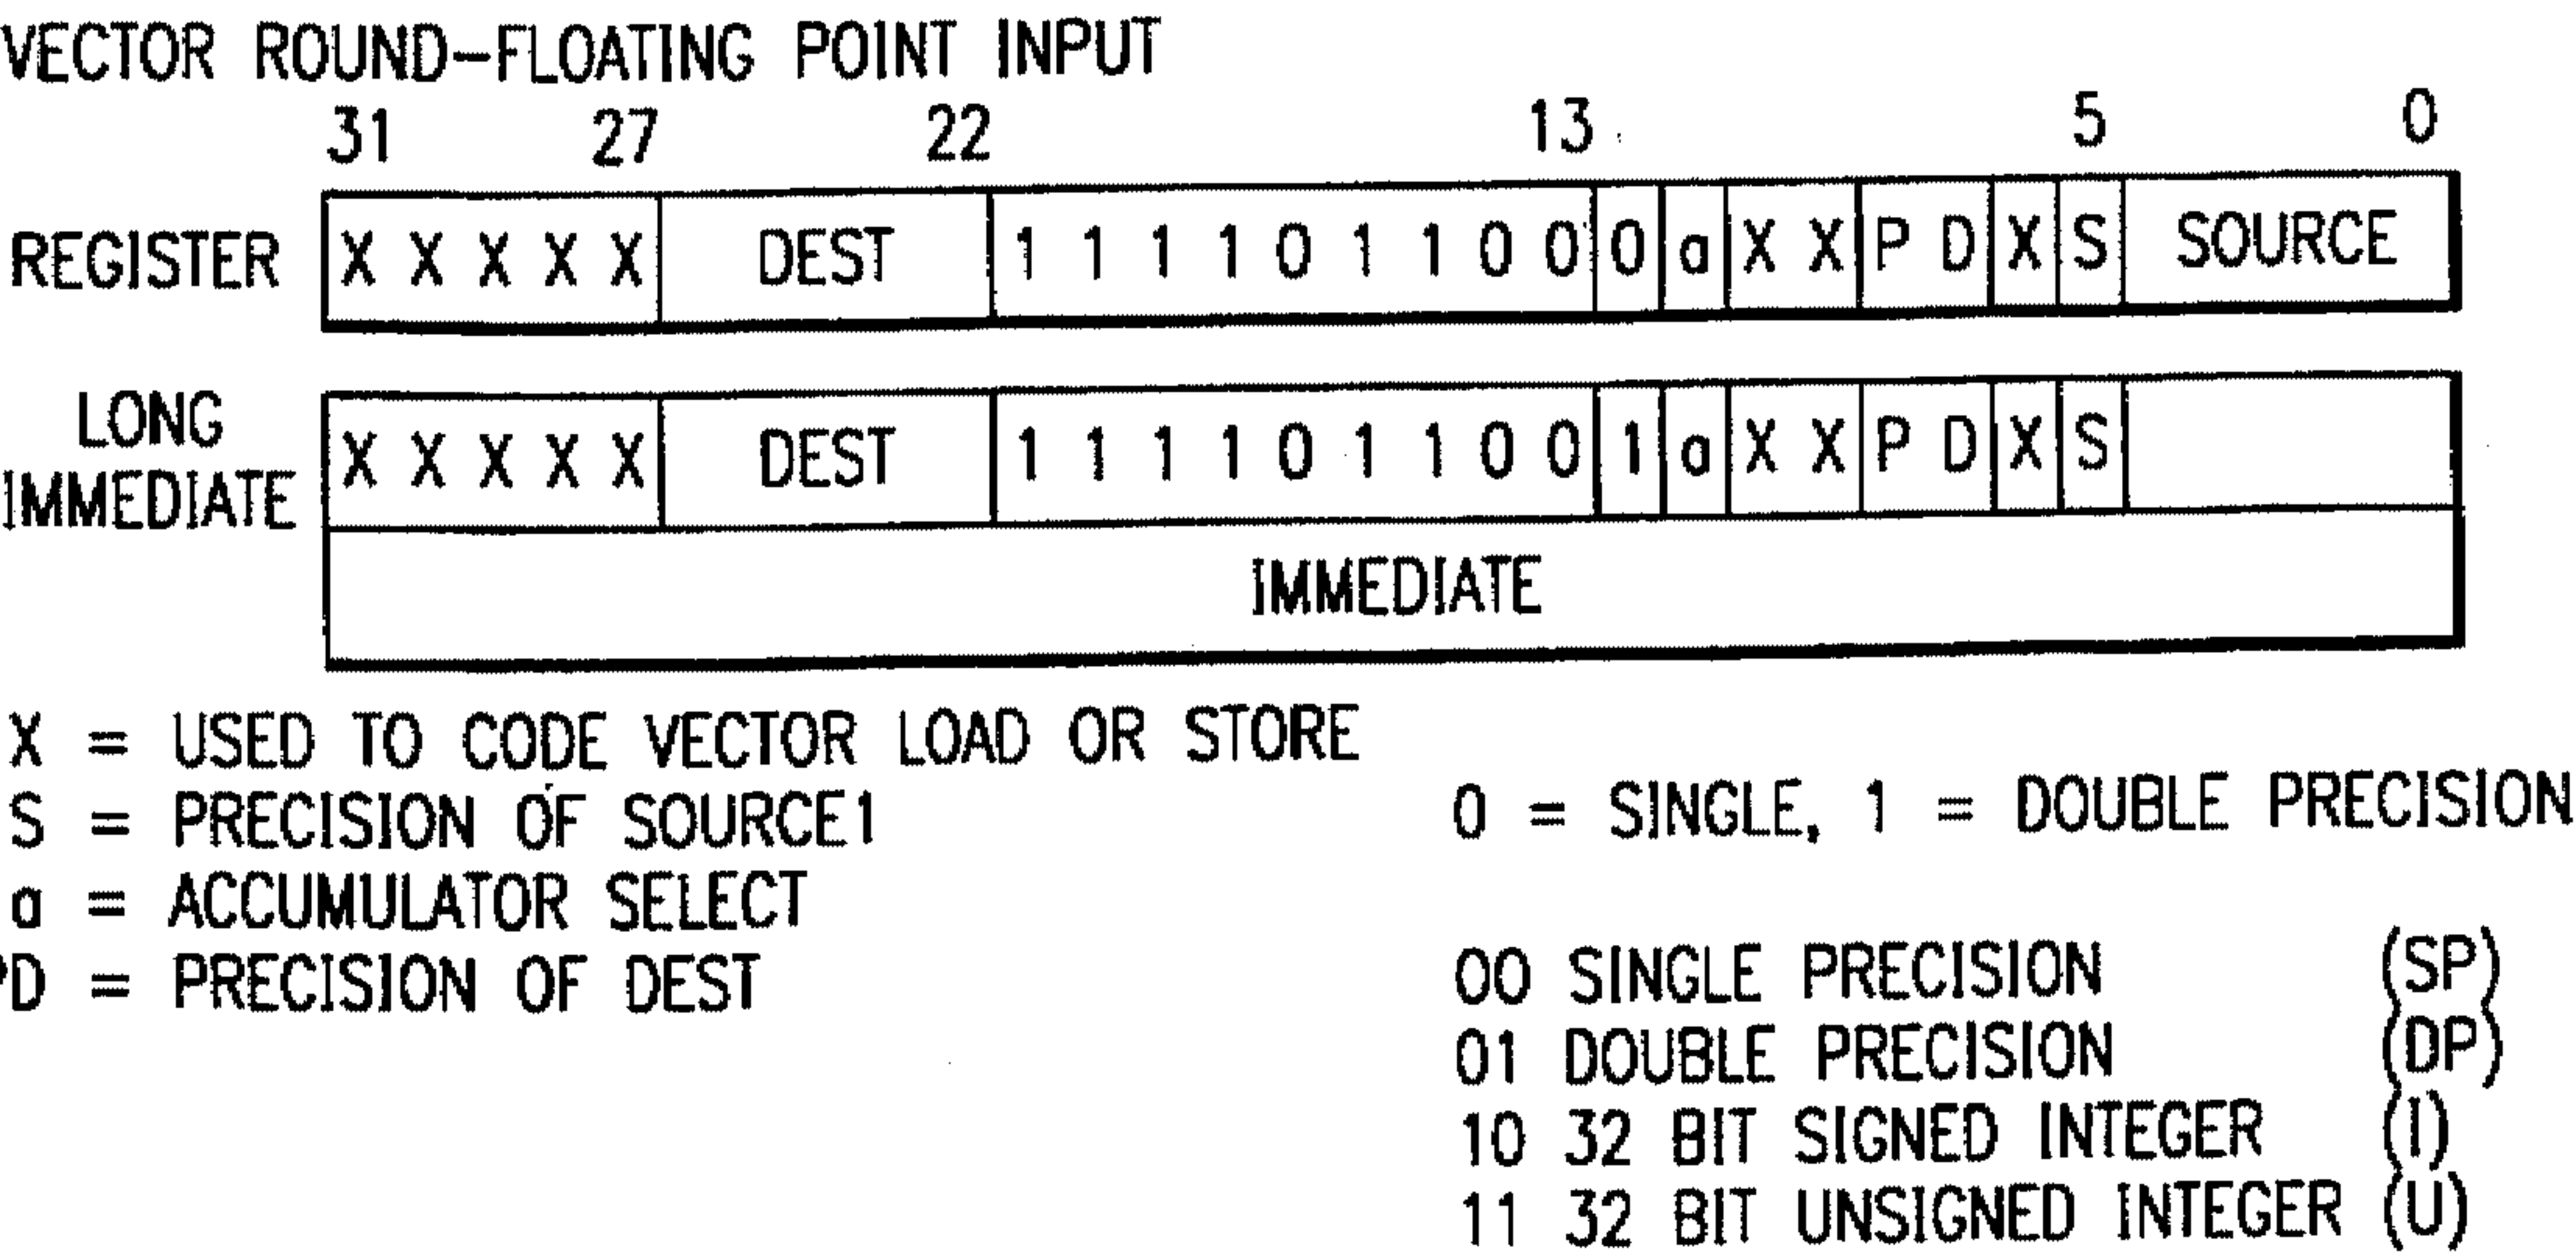 VECTOR ROUND-FLOATING POINT INPUT
31 27 22 13 5 0
REGISTER X X X X X DEST 1 1 1 1 0 1 1 0 0 0 a X X P D X S SOURCE
LONG
IMMEDIATE X X X X X DEST 1 1 1 1 0 1 1 0 0 1 a X X P D X S
IMMEDIATE
X = USED TO CODE VECTOR LOAD OR STORE
S = PRECISION OF SOURCE1 0 = SINGLE, 1 = DOUBLE PRECISION
a = ACCUMULATOR SELECT
PD = PRECISION OF DEST 00 SINGLE PRECISION (SP)
01 DOUBLE PRECISION (DP)
10 32 BIT SIGNED INTEGER (I)
11 32 BIT UNSIGNED INTEGER (U)